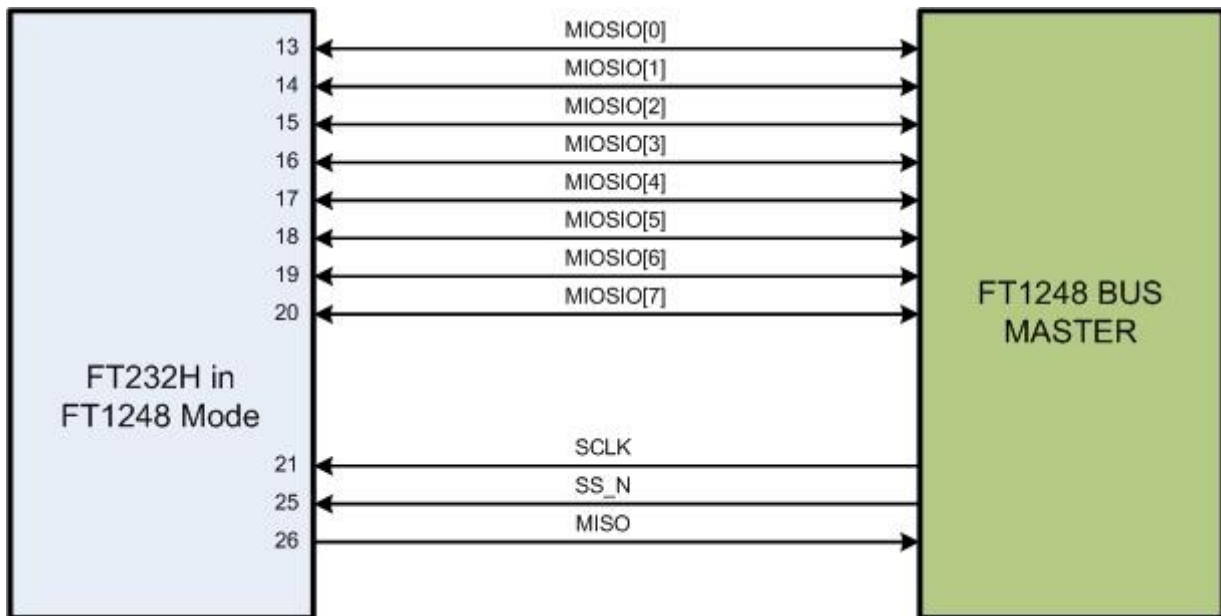 MIOSIO[0]
13
MIOSIO[1]
14
MIOSIO[2]
15
MIOSIO[3]
16
MIOSIO[4]
17
MIOSIO[5]
18
MIOSIO[6]
19
MIOSIO[7]
20
FT1248 BUS
MASTER
FT232H in
FT1248 Mode
SCLK
21
SS_N
25
MISO
26